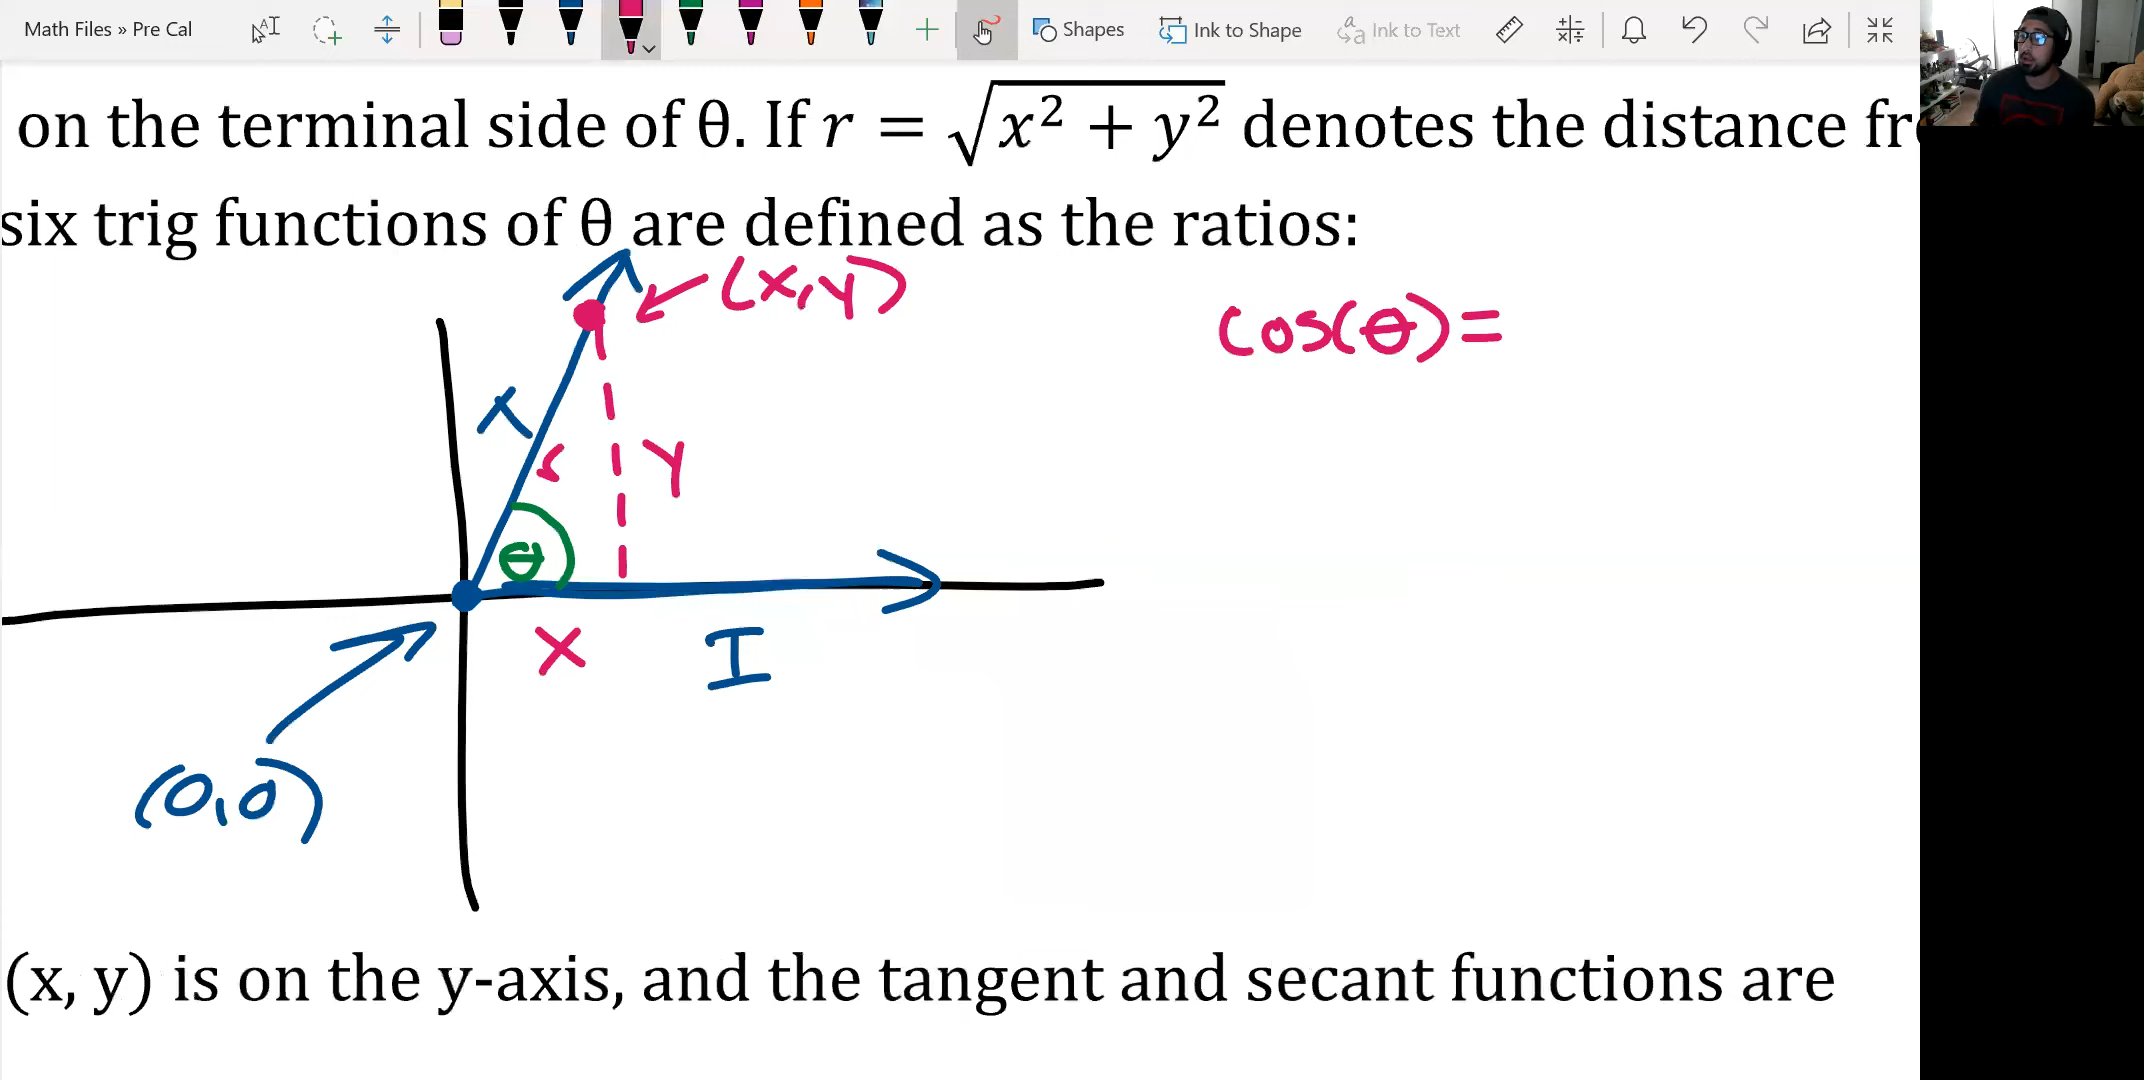 Math Files » Pre Cal
Shapes
Ink to Shape
Ink to Text
on the terminal side of θ. If r = √x² + y² denotes the distance fr
six trig functions of θ are defined as the ratios:
(x,y)
cos(θ)=
T
r
y
θ
x
I
(0,0)
(x, y) is on the y-axis, and the tangent and secant functions are